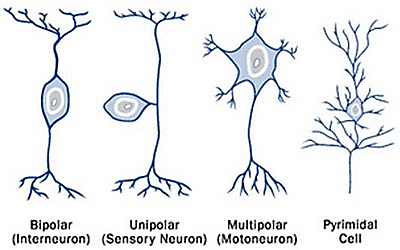 Bipolar
(Interneuron)
Unipolar
(Sensory Neuron)
Multipolar
(Motoneuron)
Pyrimidal
Cell